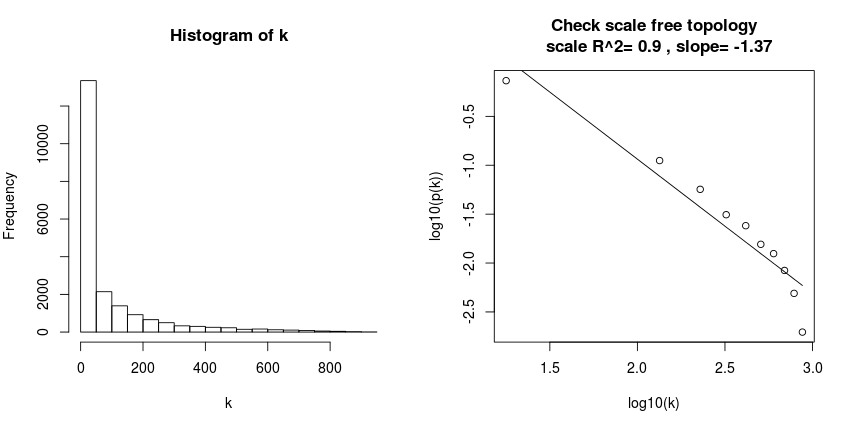 Histogram of k
Frequency
0
2000
6000
10000
0
200
400
600
800
k
Check scale free topology
scale R^2= 0.9 , slope= -1.37
log10(p(k))
-0.5
-1.0
-1.5
-2.0
-2.5
1.5
2.0
2.5
3.0
log10(k)